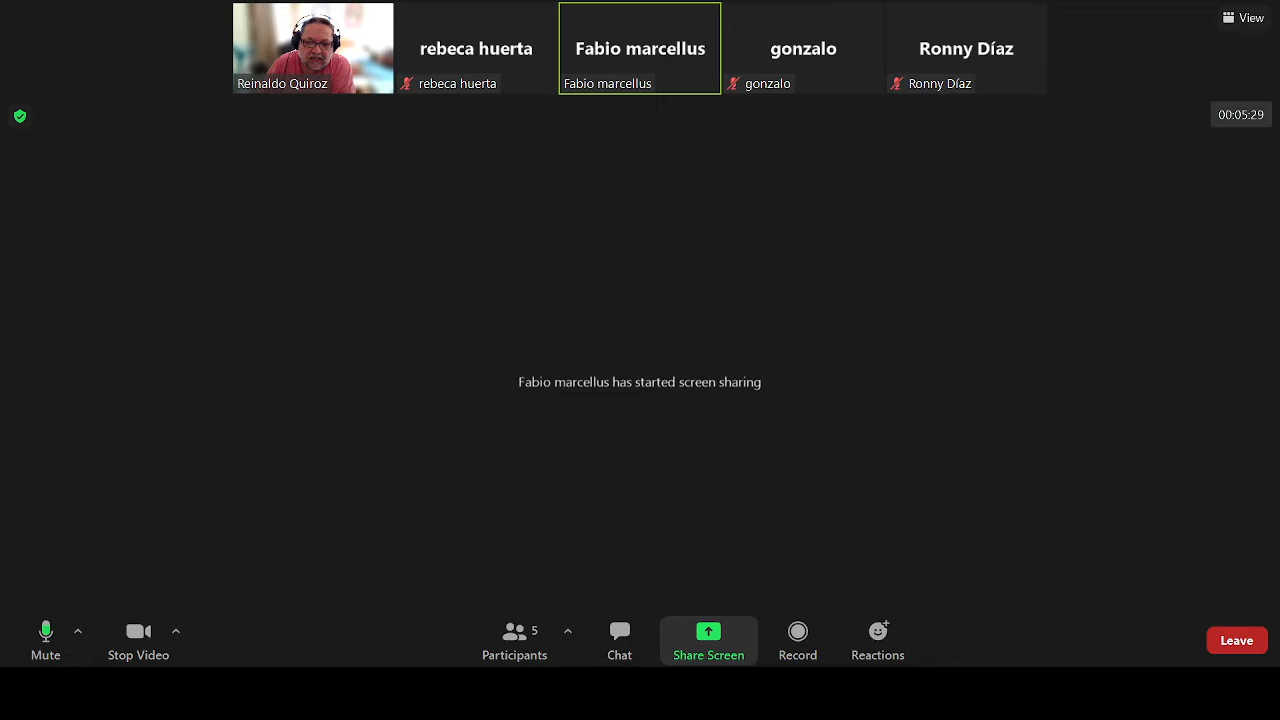 View
rebeca huerta
Fabio marcellus
gonzalo
Ronny Díaz
Reinaldo Quiroz
rebeca huerta
Fabio marcellus
gonzalo
Ronny Díaz
00:05:29
Fabio marcellus has started screen sharing
5
Mute
Stop Video
Participants
Chat
Share Screen
Record
Reactions
Leave